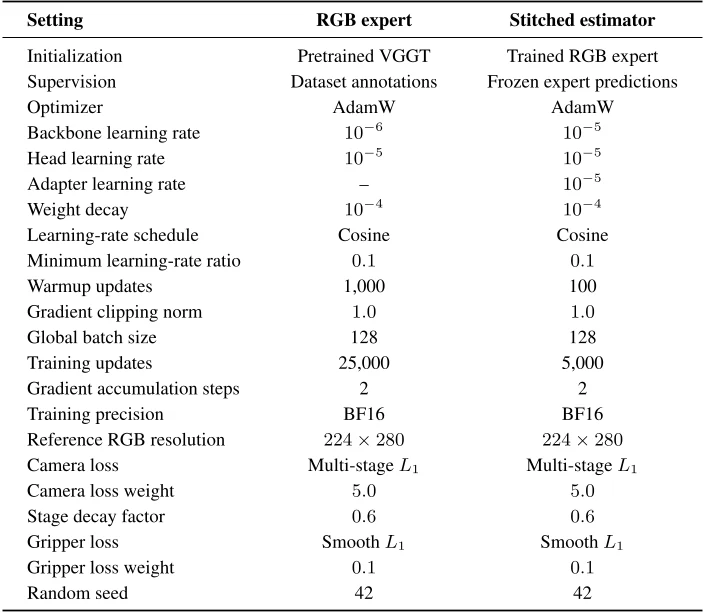 Setting RGB expert Stitched estimator
Initialization Pretrained VGGT Trained RGB expert
Supervision Dataset annotations Frozen expert predictions
Optimizer AdamW AdamW
Backbone learning rate 10⁻⁶ 10⁻⁵
Head learning rate 10⁻⁵ 10⁻⁵
Adapter learning rate – 10⁻⁵
Weight decay 10⁻⁴ 10⁻⁴
Learning-rate schedule Cosine Cosine
Minimum learning-rate ratio 0.1 0.1
Warmup updates 1,000 100
Gradient clipping norm 1.0 1.0
Global batch size 128 128
Training updates 25,000 5,000
Gradient accumulation steps 2 2
Training precision BF16 BF16
Reference RGB resolution 224 × 280 224 × 280
Camera loss Multi-stage L₁ Multi-stage L₁
Camera loss weight 5.0 5.0
Stage decay factor 0.6 0.6
Gripper loss Smooth L₁ Smooth L₁
Gripper loss weight 0.1 0.1
Random seed 42 42